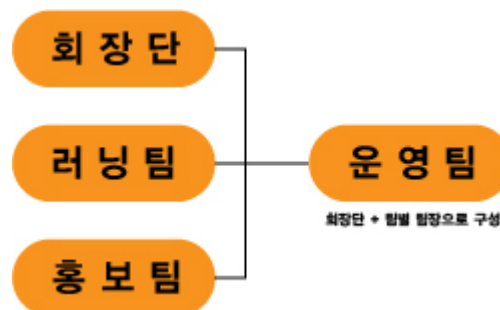 회장단
러닝팀
운영팀
회장단 + 팀별 팀장으로 구성
홍보팀